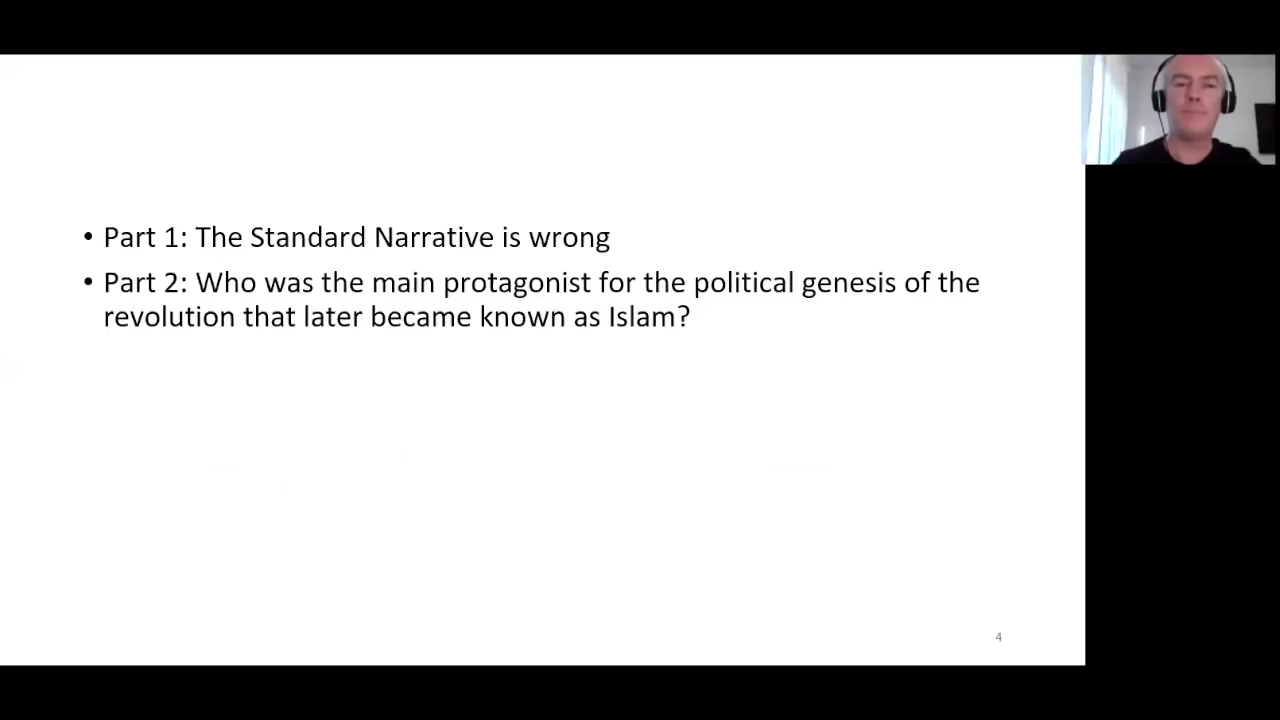 • Part 1: The Standard Narrative is wrong
• Part 2: Who was the main protagonist for the political genesis of the
revolution that later became known as Islam?
4